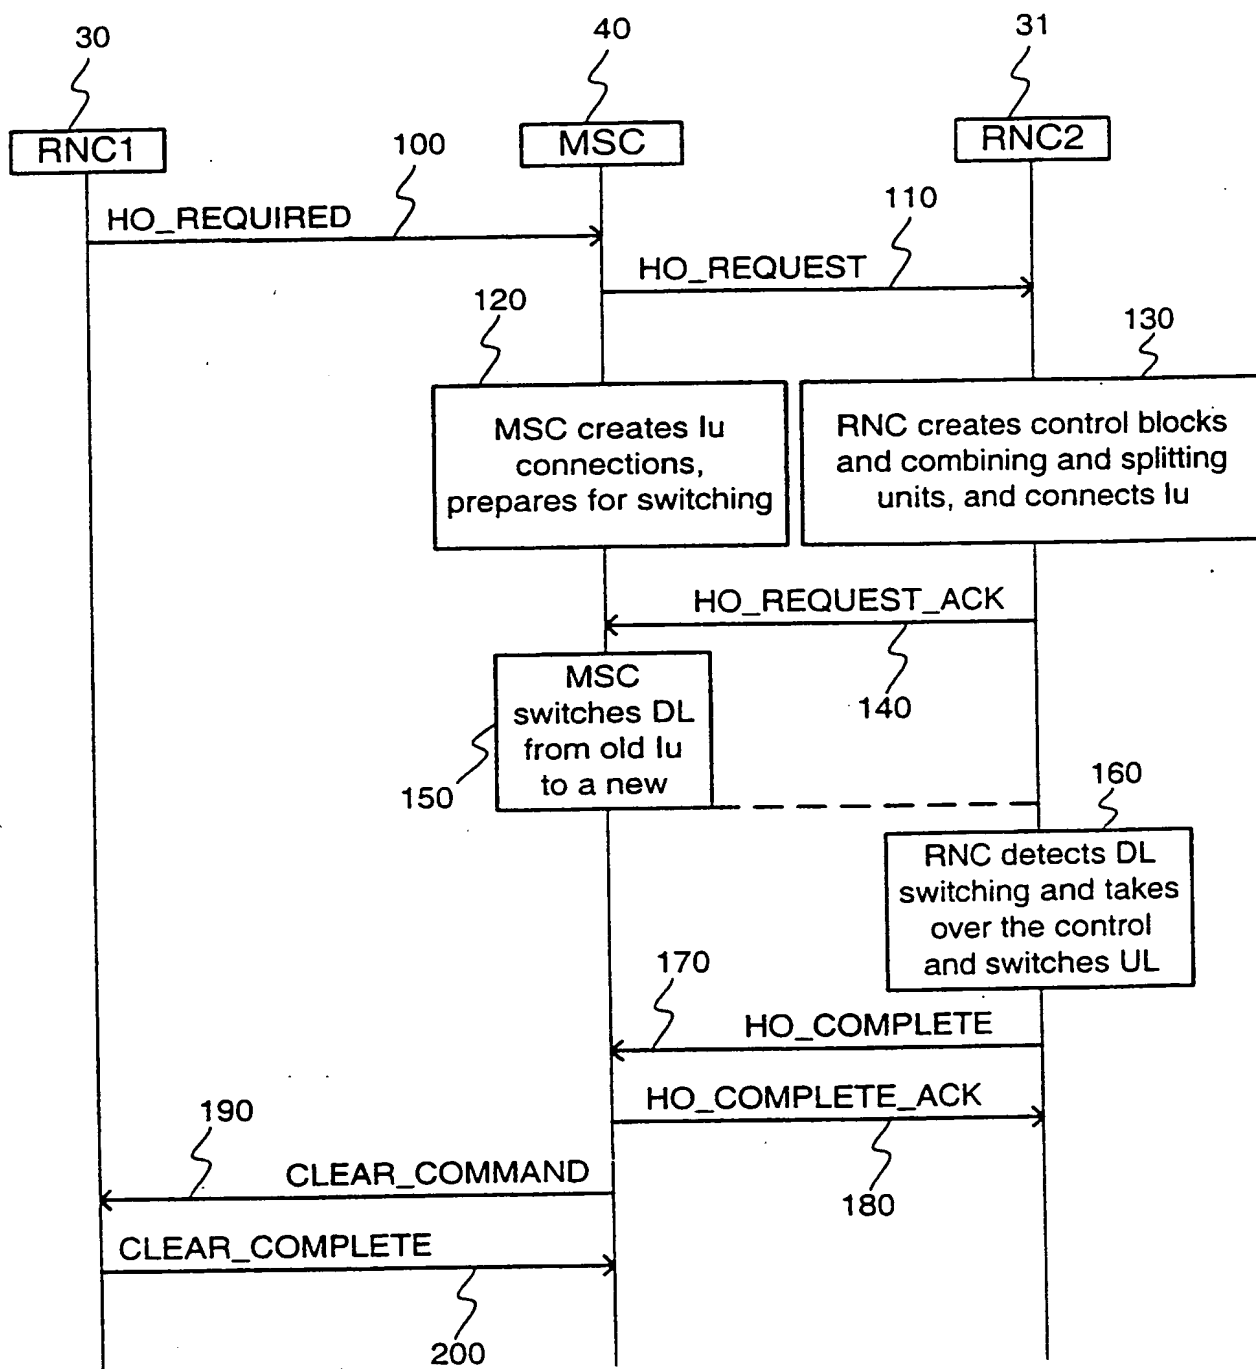 30
40
31
RNC1
MSC
RNC2
100
HO_REQUIRED
110
HO_REQUEST
120
130
MSC creates Iu
connections,
prepares for switching
RNC creates control blocks
and combining and splitting
units, and connects Iu
HO_REQUEST_ACK
140
MSC
switches DL
from old Iu
to a new
150
160
RNC detects DL
switching and takes
over the control
and switches UL
170
HO_COMPLETE
HO_COMPLETE_ACK
180
190
CLEAR_COMMAND
CLEAR_COMPLETE
200